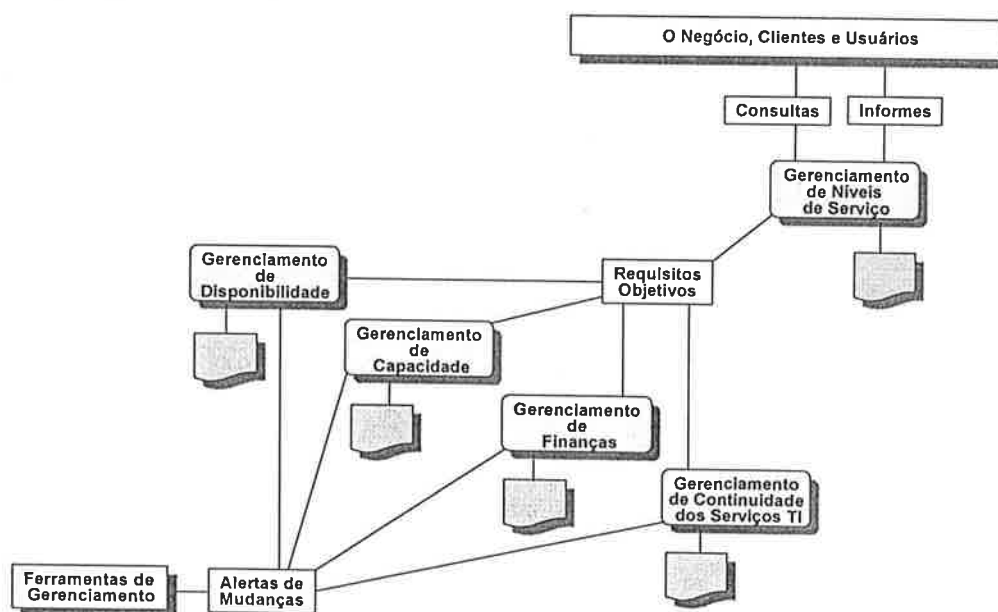 O Negócio, Clientes e Usuários
Consultas
Informes
Gerenciamento
de Níveis
de Serviço
Gerenciamento
de
Disponibilidade
Requisitos
Objetivos
Gerenciamento
de
Capacidade
Gerenciamento
de
Finanças
Gerenciamento
de Continuidade
dos Serviços TI
Ferramentas de
Gerenciamento
Alertas de
Mudanças